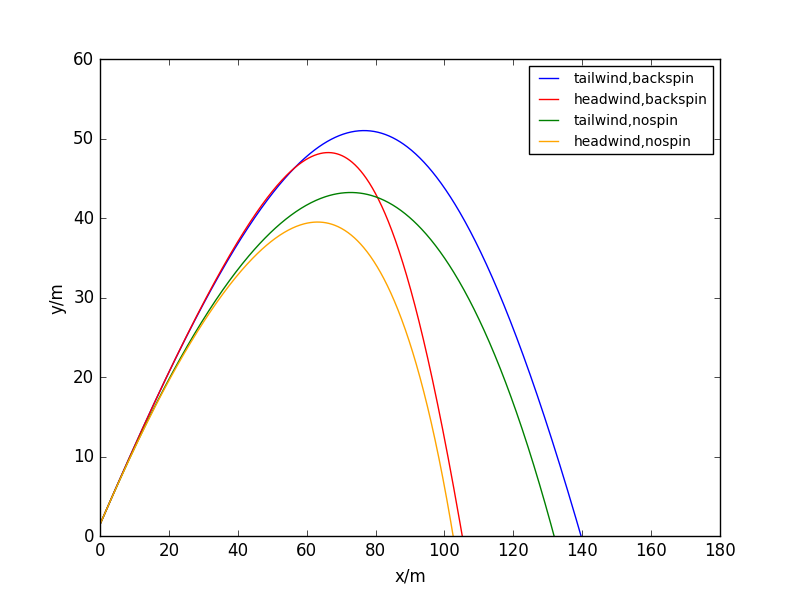 60
50
40
30
20
10
0
y/m
tailwind,backspin
headwind,backspin
tailwind,nospin
headwind,nospin
0 20 40 60 80 100 120 140 160 180
x/m